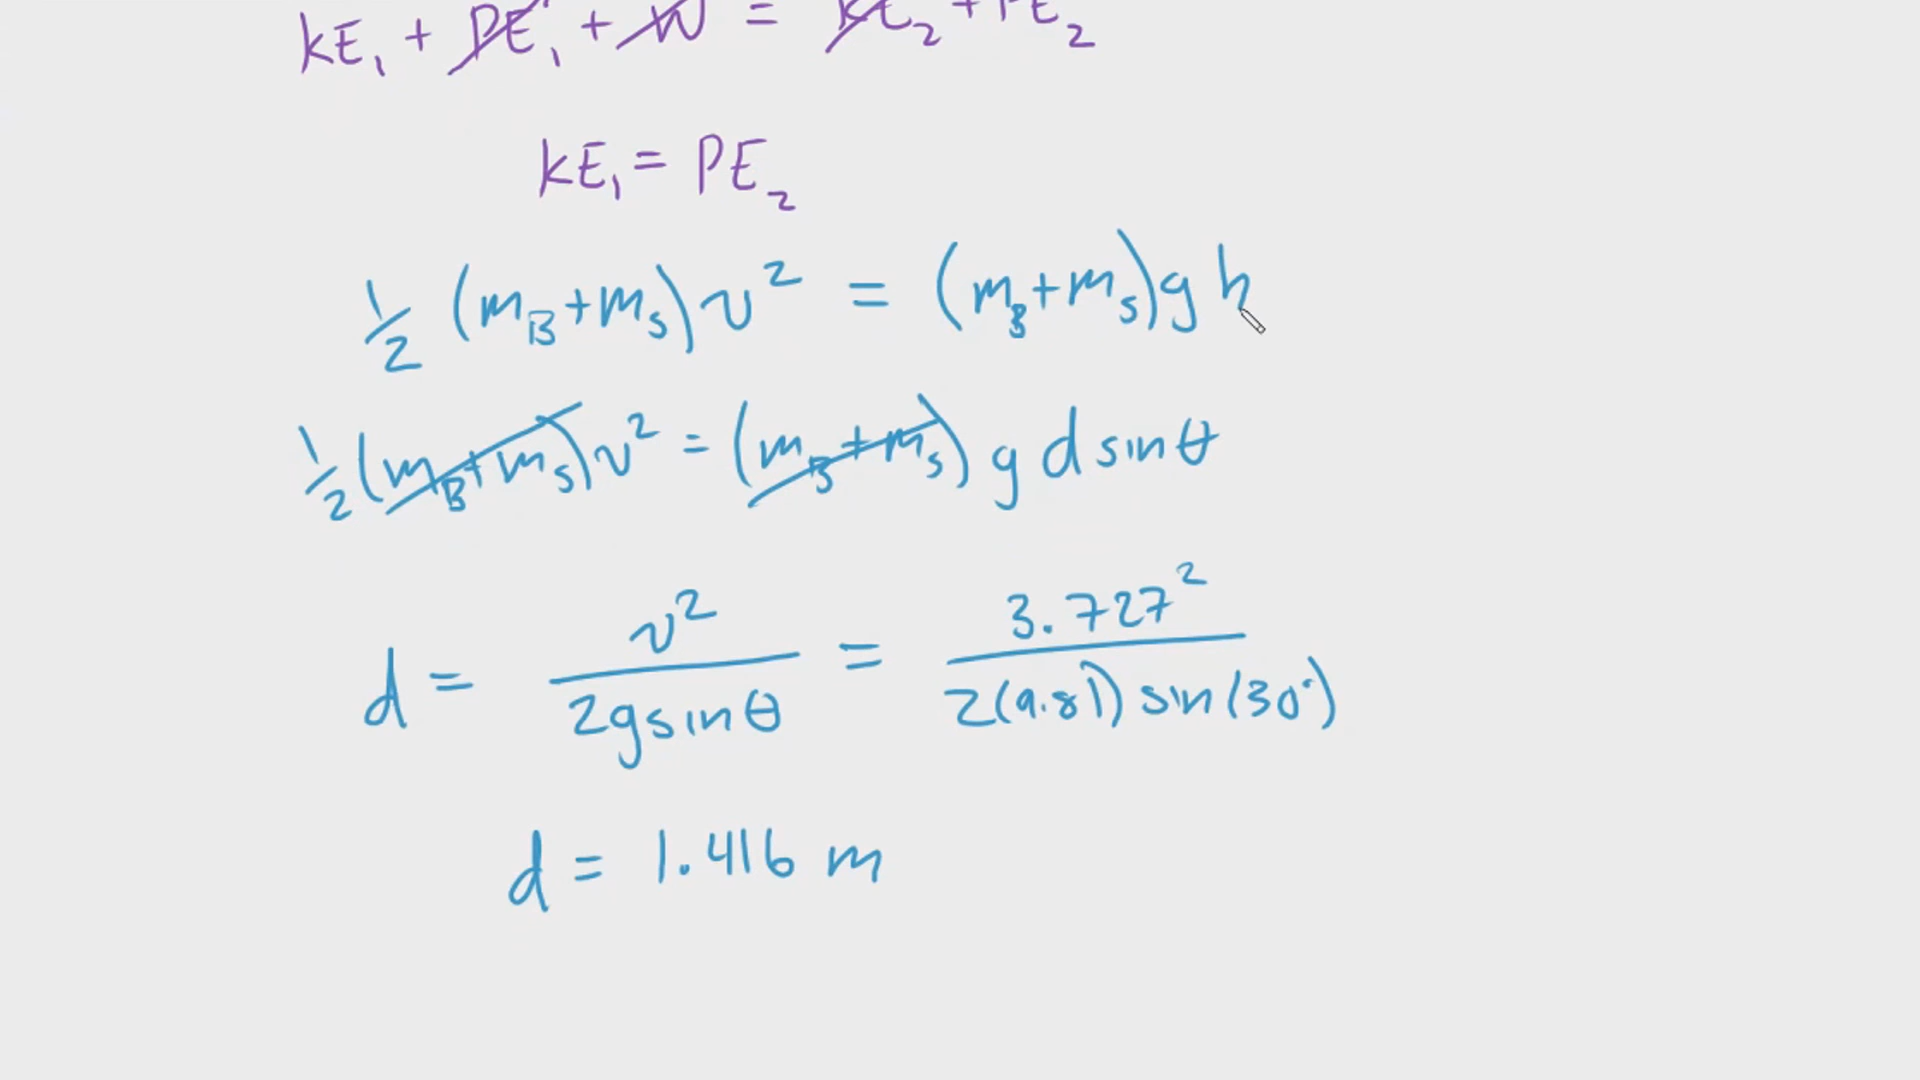 KE₁ + PE₁ + W = KE₂ + PE₂
KE₁ = PE₂
1/2 (m_B + m_S) v² = (m_B + m_S) g h
1/2 (m_B + m_S) v² = (m_B + m_S) g d sin θ
d = v² / 2g sin θ = 3.727² / 2(9.81) sin(30°)
d = 1.416 m